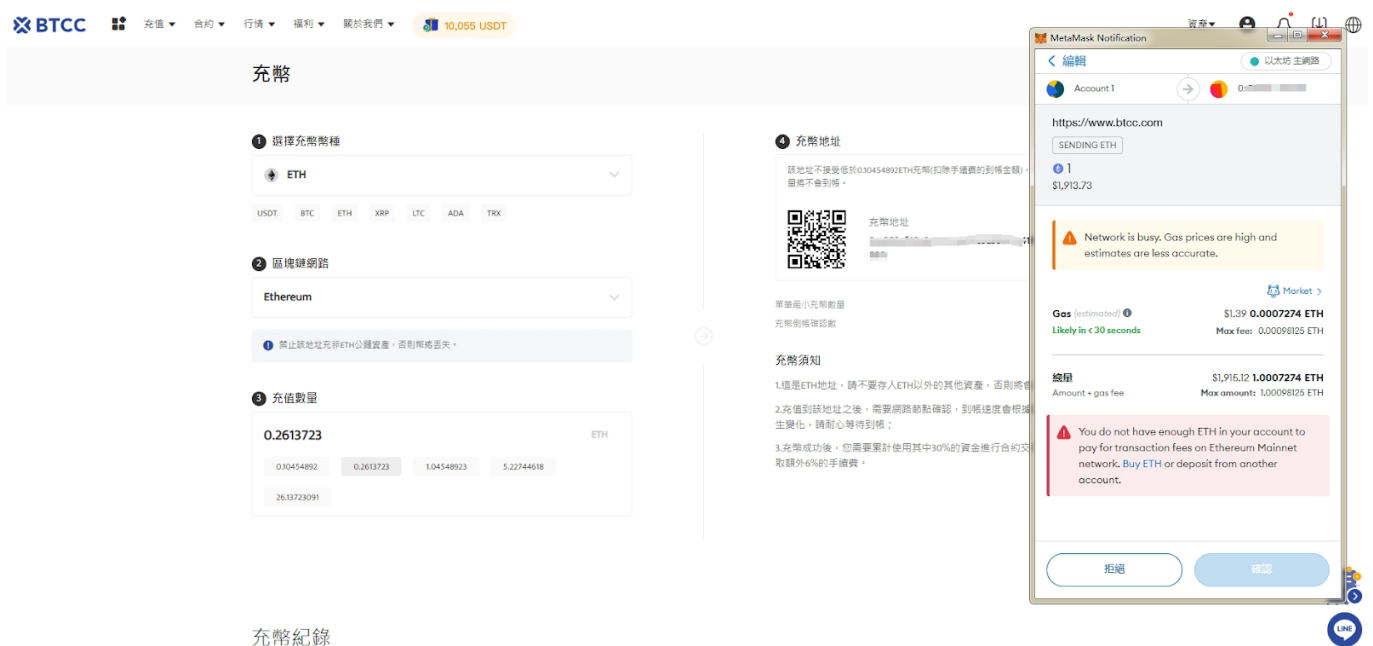 BTCC
充值 合約 行情 福利 關於我們 10,055 USDT
資產
充幣
1 選擇充幣幣種
ETH
USDT BTC ETH XRP LTC ADA TRX
2 區塊鏈網路
Ethereum
禁止該地址充非ETH公鏈資產，否則幣將丟失。
3 充值數量
0.2613723 ETH
0.10454892 0.2613723 1.04548923 5.22744618
26.13723091
充幣紀錄
4 充幣地址
該地址不接受低於0.10454892ETH充幣(扣除手續費的到帳金額)，
量將不會到帳。
充幣地址
單筆最小充幣數量
充幣到帳確認數
充幣須知
1.這是ETH地址，請不要存入ETH以外的其他資產，否則將會
2.充值到該地址之後，需要網路節點確認，到帳速度會根據
生變化，請耐心等待到帳；
3.充幣成功後，您需要累計使用其中30%的資金進行合約交
取額外6%的手續費。
MetaMask Notification
編輯
以太坊 主網路
Account 1
https://www.btcc.com
SENDING ETH
1
$1,913.73
Network is busy. Gas prices are high and
estimates are less accurate.
Market
Gas (estimated) $1.39 0.0007274 ETH
Likely in < 30 seconds Max fee: 0.00098125 ETH
總量 $1,915.12 1.0007274 ETH
Amount + gas fee Max amount: 1.00098125 ETH
You do not have enough ETH in your account to
pay for transaction fees on Ethereum Mainnet
network. Buy ETH or deposit from another
account.
拒絕 確認
LINE